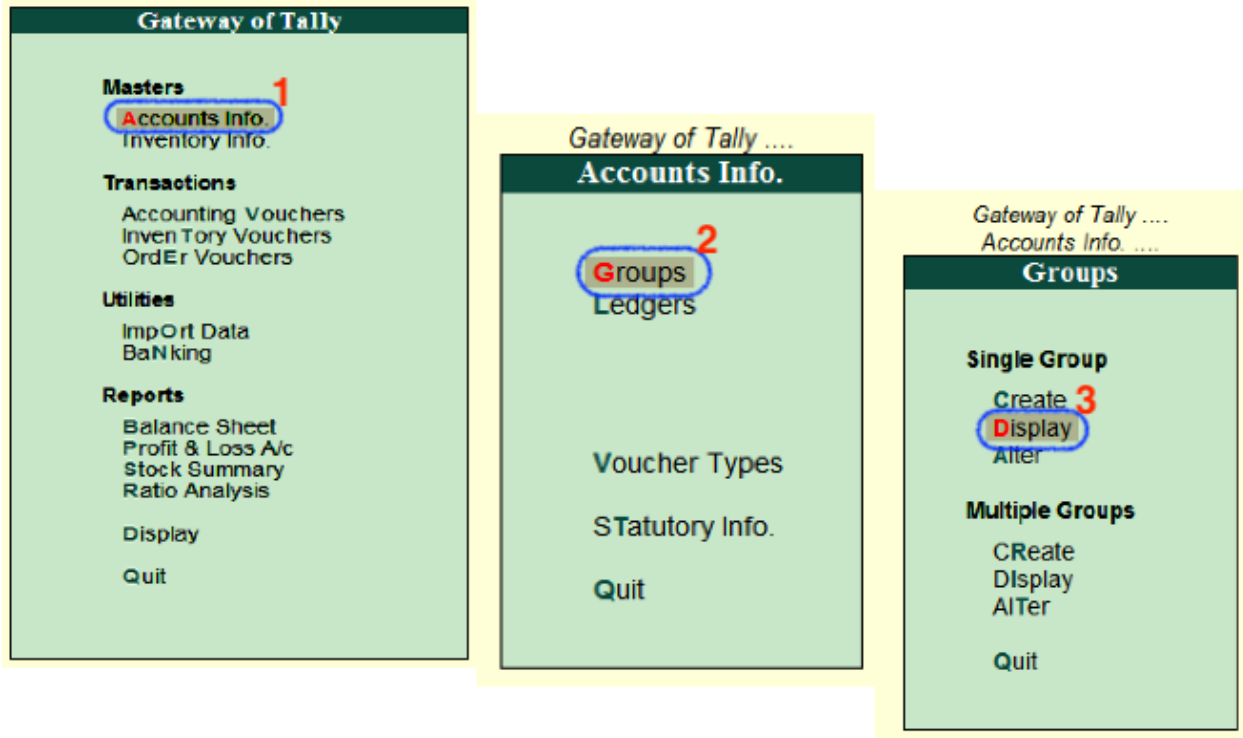 Gateway of Tally
Masters
1
Accounts Info.
Inventory Info.
Transactions
Accounting Vouchers
InvenTory Vouchers
OrdEr Vouchers
Utilities
ImpOrt Data
BaNking
Reports
Balance Sheet
Profit & Loss A/c
Stock Summary
Ratio Analysis
Display
Quit
Gateway of Tally ....
Accounts Info.
2
Groups
Ledgers
Voucher Types
STatutory Info.
Quit
Gateway of Tally ....
Accounts Info. ....
Groups
Single Group
Create 3
Display
Alter
Multiple Groups
CReate
DIsplay
AlTer
Quit